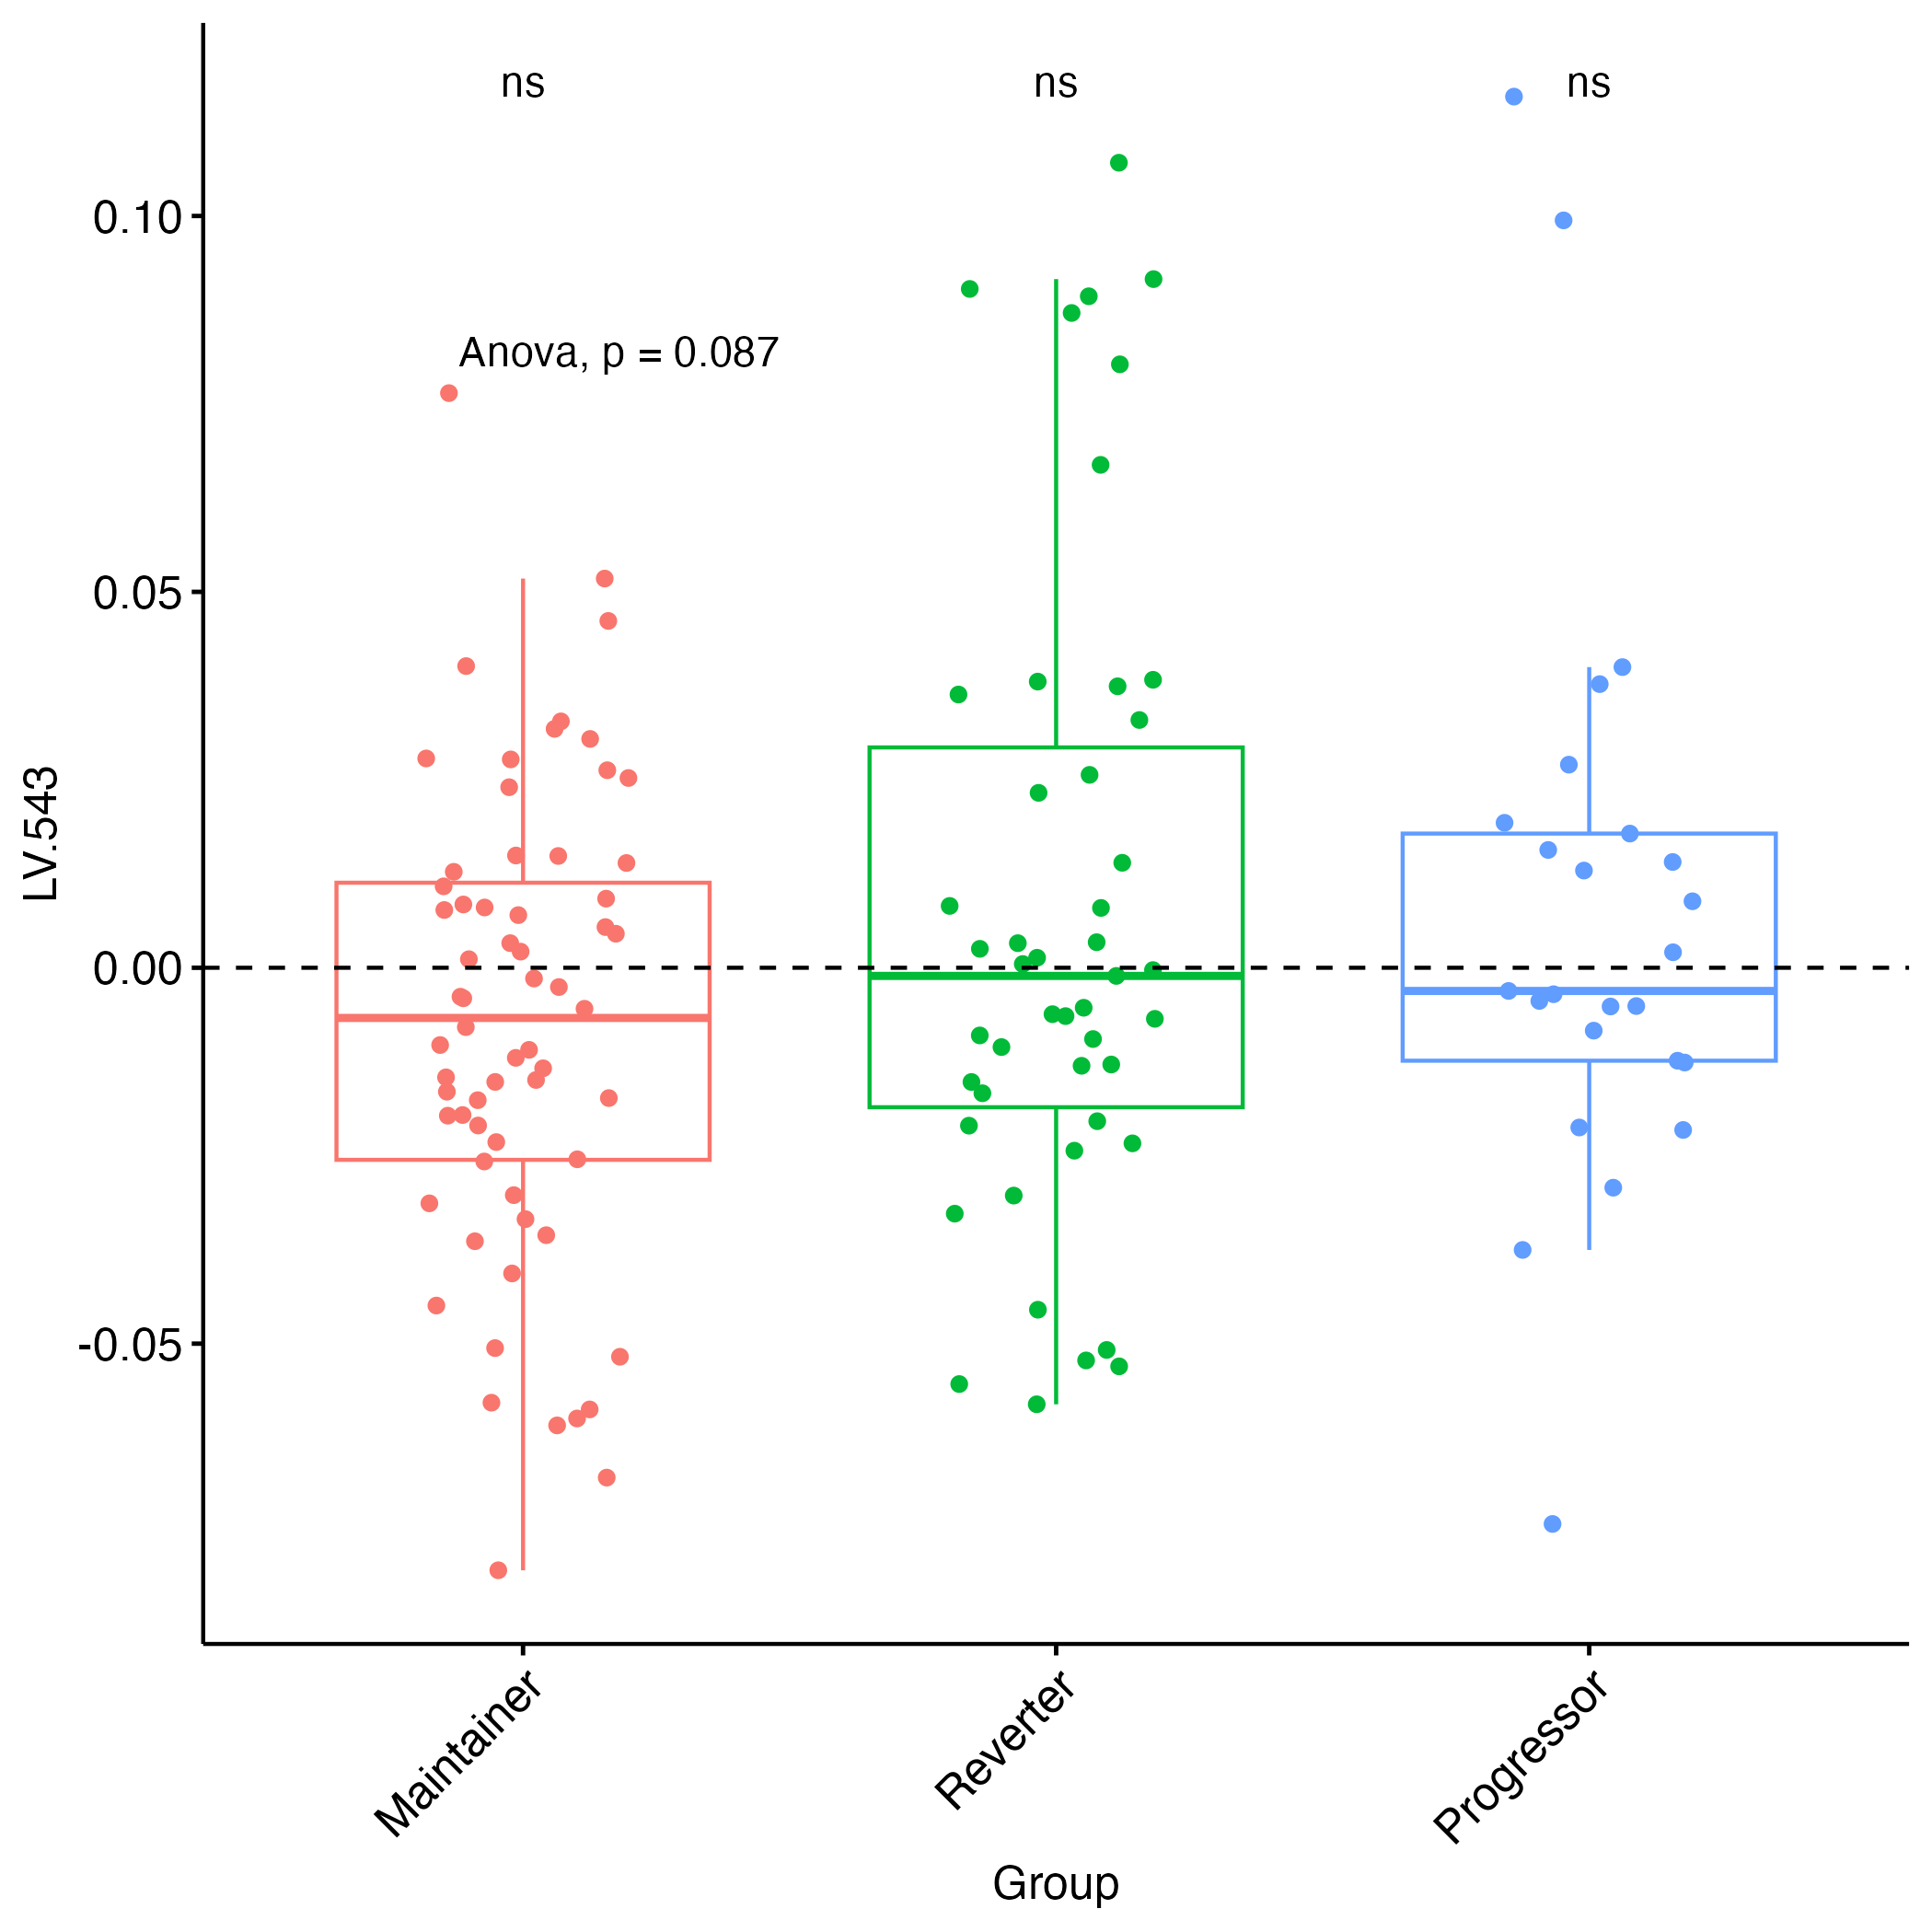 ns ns ns
Anova, p = 0.087
LV.543
0.10
0.05
0.00
-0.05
Maintainer
Reverter
Progressor
Group